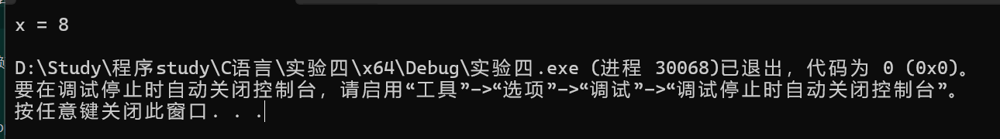 x = 8
D:\Study\程序study\C语言\实验四\x64\Debug\实验四.exe (进程 30068)已退出，代码为 0 (0x0)。
要在调试停止时自动关闭控制台，请启用“工具”->“选项”->“调试”->“调试停止时自动关闭控制台”。
按任意键关闭此窗口. . .